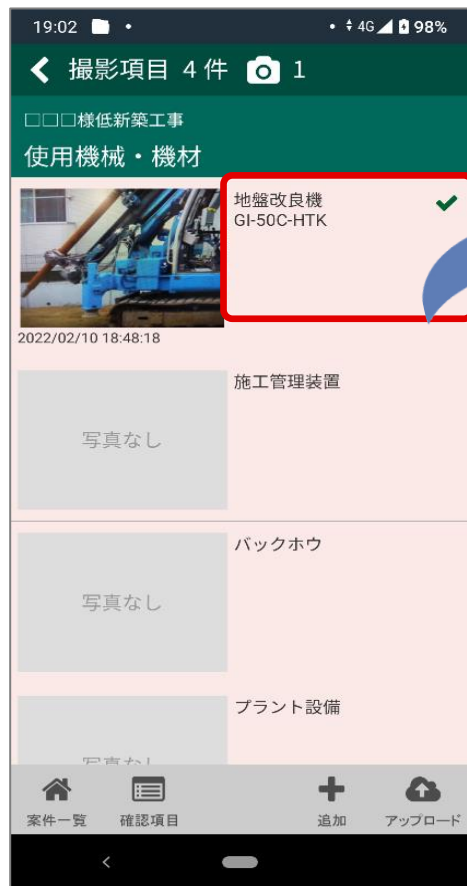 19:02
4G 98%
撮影項目 4件 1
□□□様低新築工事
使用機械・機材
地盤改良機
GI-50C-HTK
2022/02/10 18:48:18
施工管理装置
写真なし
バックホウ
写真なし
プラント設備
写真なし
案件一覧 確認項目 追加 アップロード